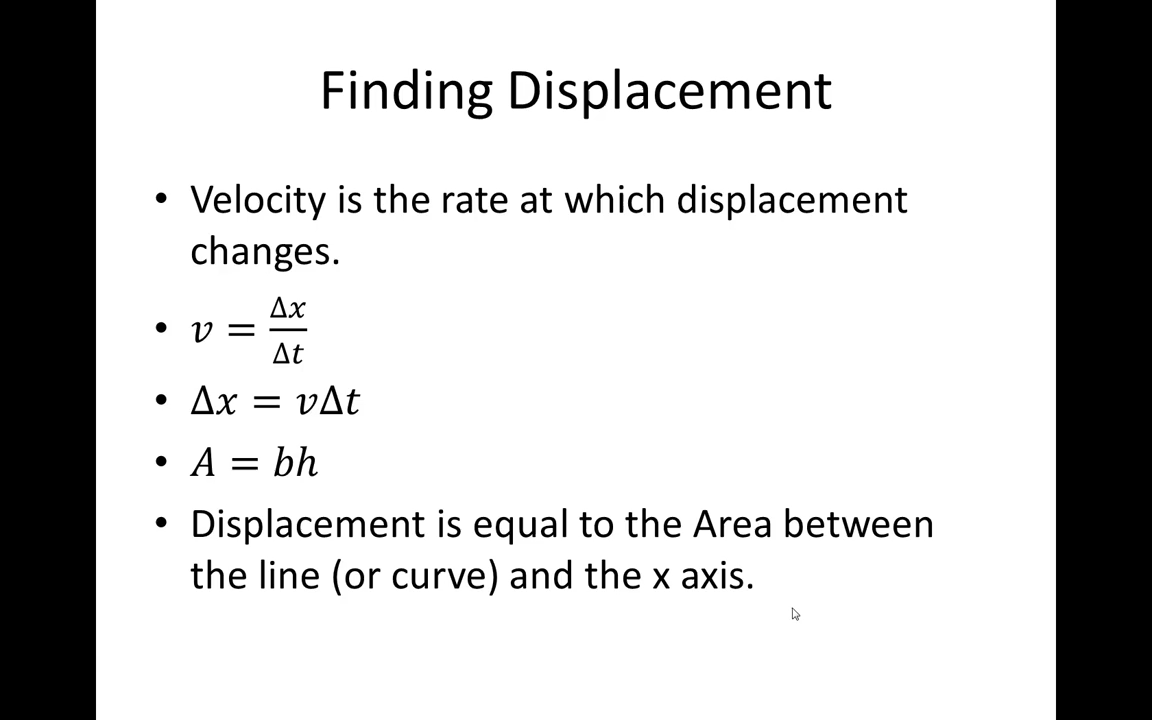 Finding Displacement
• Velocity is the rate at which displacement
changes.
• v = Δx/Δt
• Δx = vΔt
• A = bh
• Displacement is equal to the Area between
the line (or curve) and the x axis.